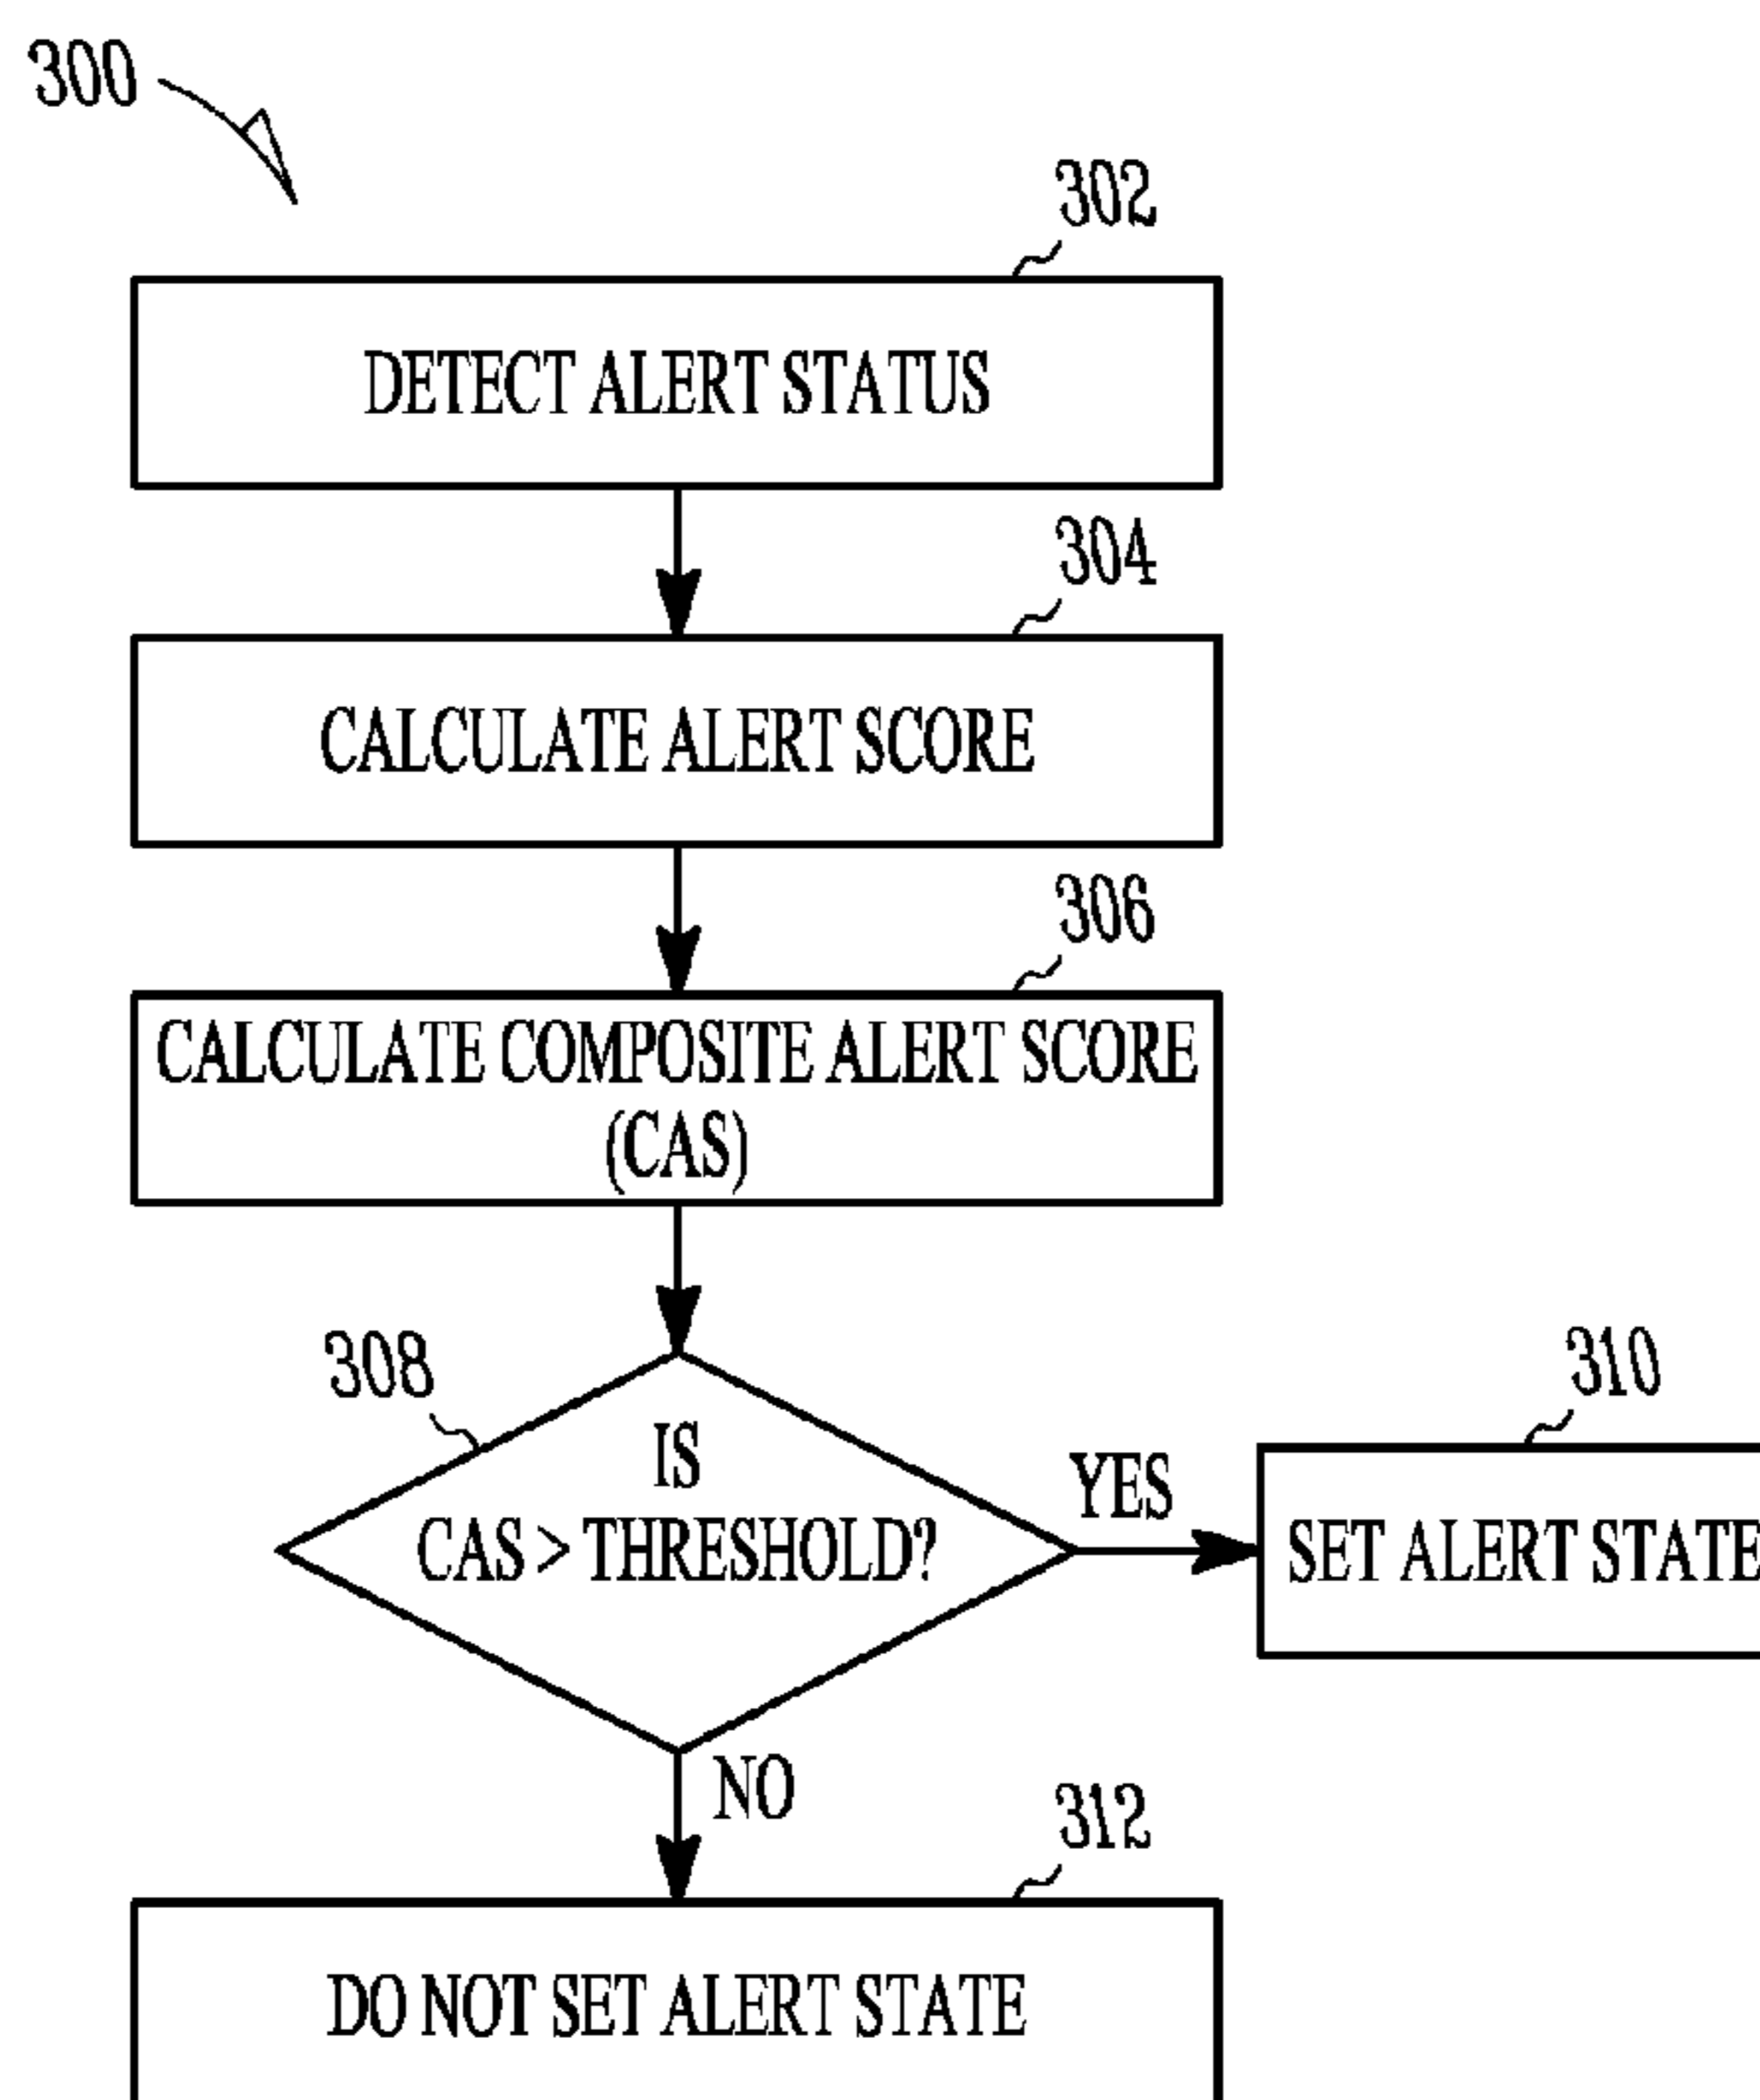 300
302
DETECT ALERT STATUS
304
CALCULATE ALERT SCORE
306
CALCULATE COMPOSITE ALERT SCORE
(CAS)
308
IS
CAS > THRESHOLD?
YES
310
SET ALERT STATE
NO
312
DO NOT SET ALERT STATE